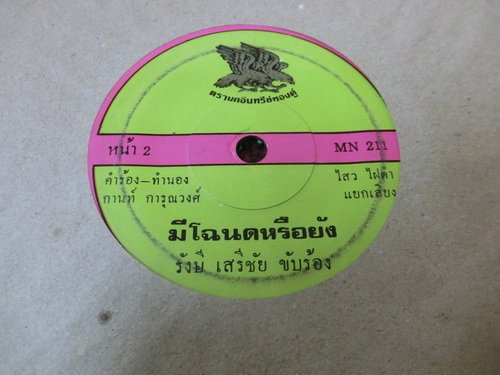 ตรานกอินทรีย์ทองคู่
หน้า 2
MN 211
คำร้อง-ทำนอง
กานท์ การุณวงศ์
ไสว ไฝดำ
แยกเสียง
มีโฉนดหรือยัง
รังษี เสรีชัย ขับร้อง